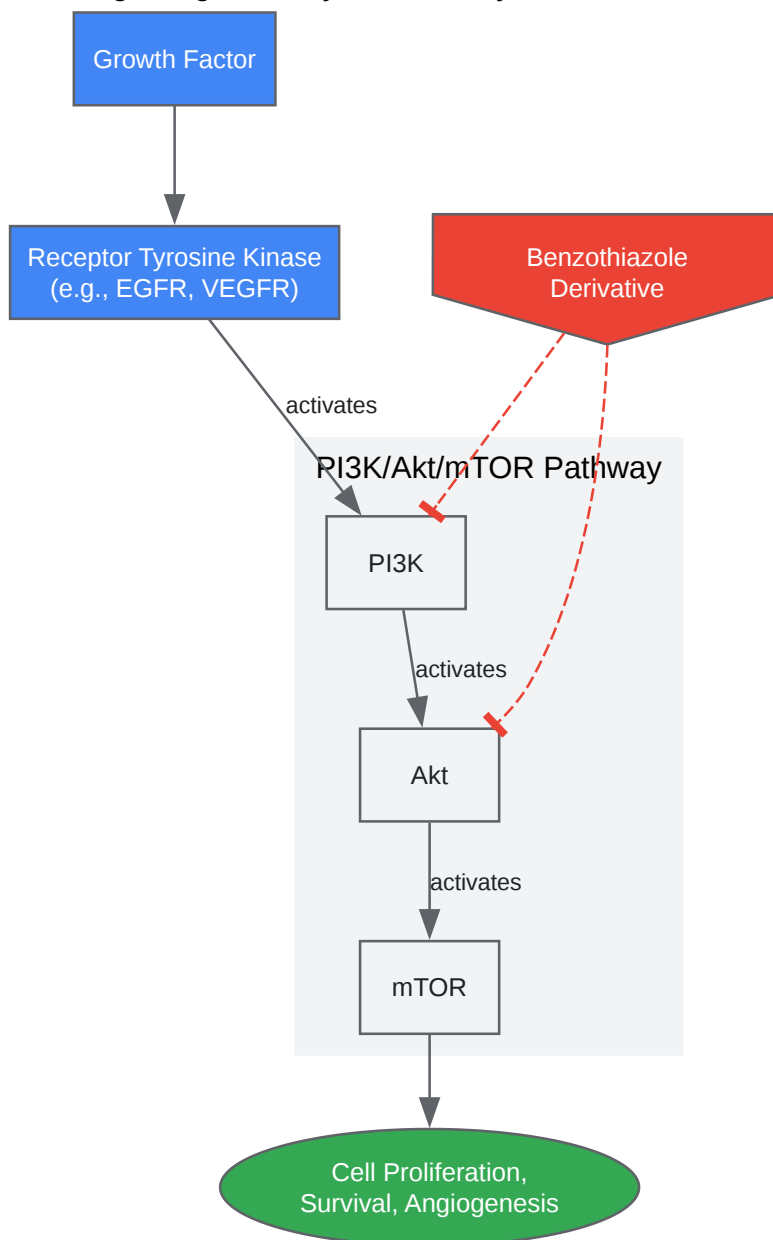 Growth Factor
Receptor Tyrosine Kinase
(e.g., EGFR, VEGFR)
Benzothiazole
Derivative
activates
PI3K/Akt/mTOR Pathway
PI3K
activates
Akt
activates
mTOR
Cell Proliferation,
Survival, Angiogenesis